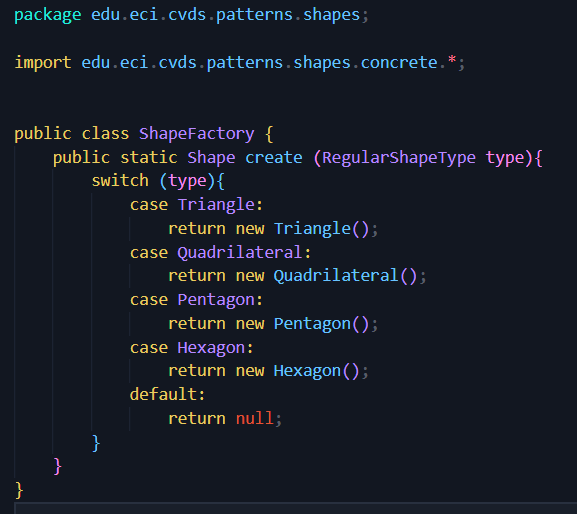 package edu.eci.cvds.patterns.shapes;
import edu.eci.cvds.patterns.shapes.concrete.*;
public class ShapeFactory {
    public static Shape create (RegularShapeType type){
        switch (type){
            case Triangle:
                return new Triangle();
            case Quadrilateral:
                return new Quadrilateral();
            case Pentagon:
                return new Pentagon();
            case Hexagon:
                return new Hexagon();
            default:
                return null;
        }
    }
}